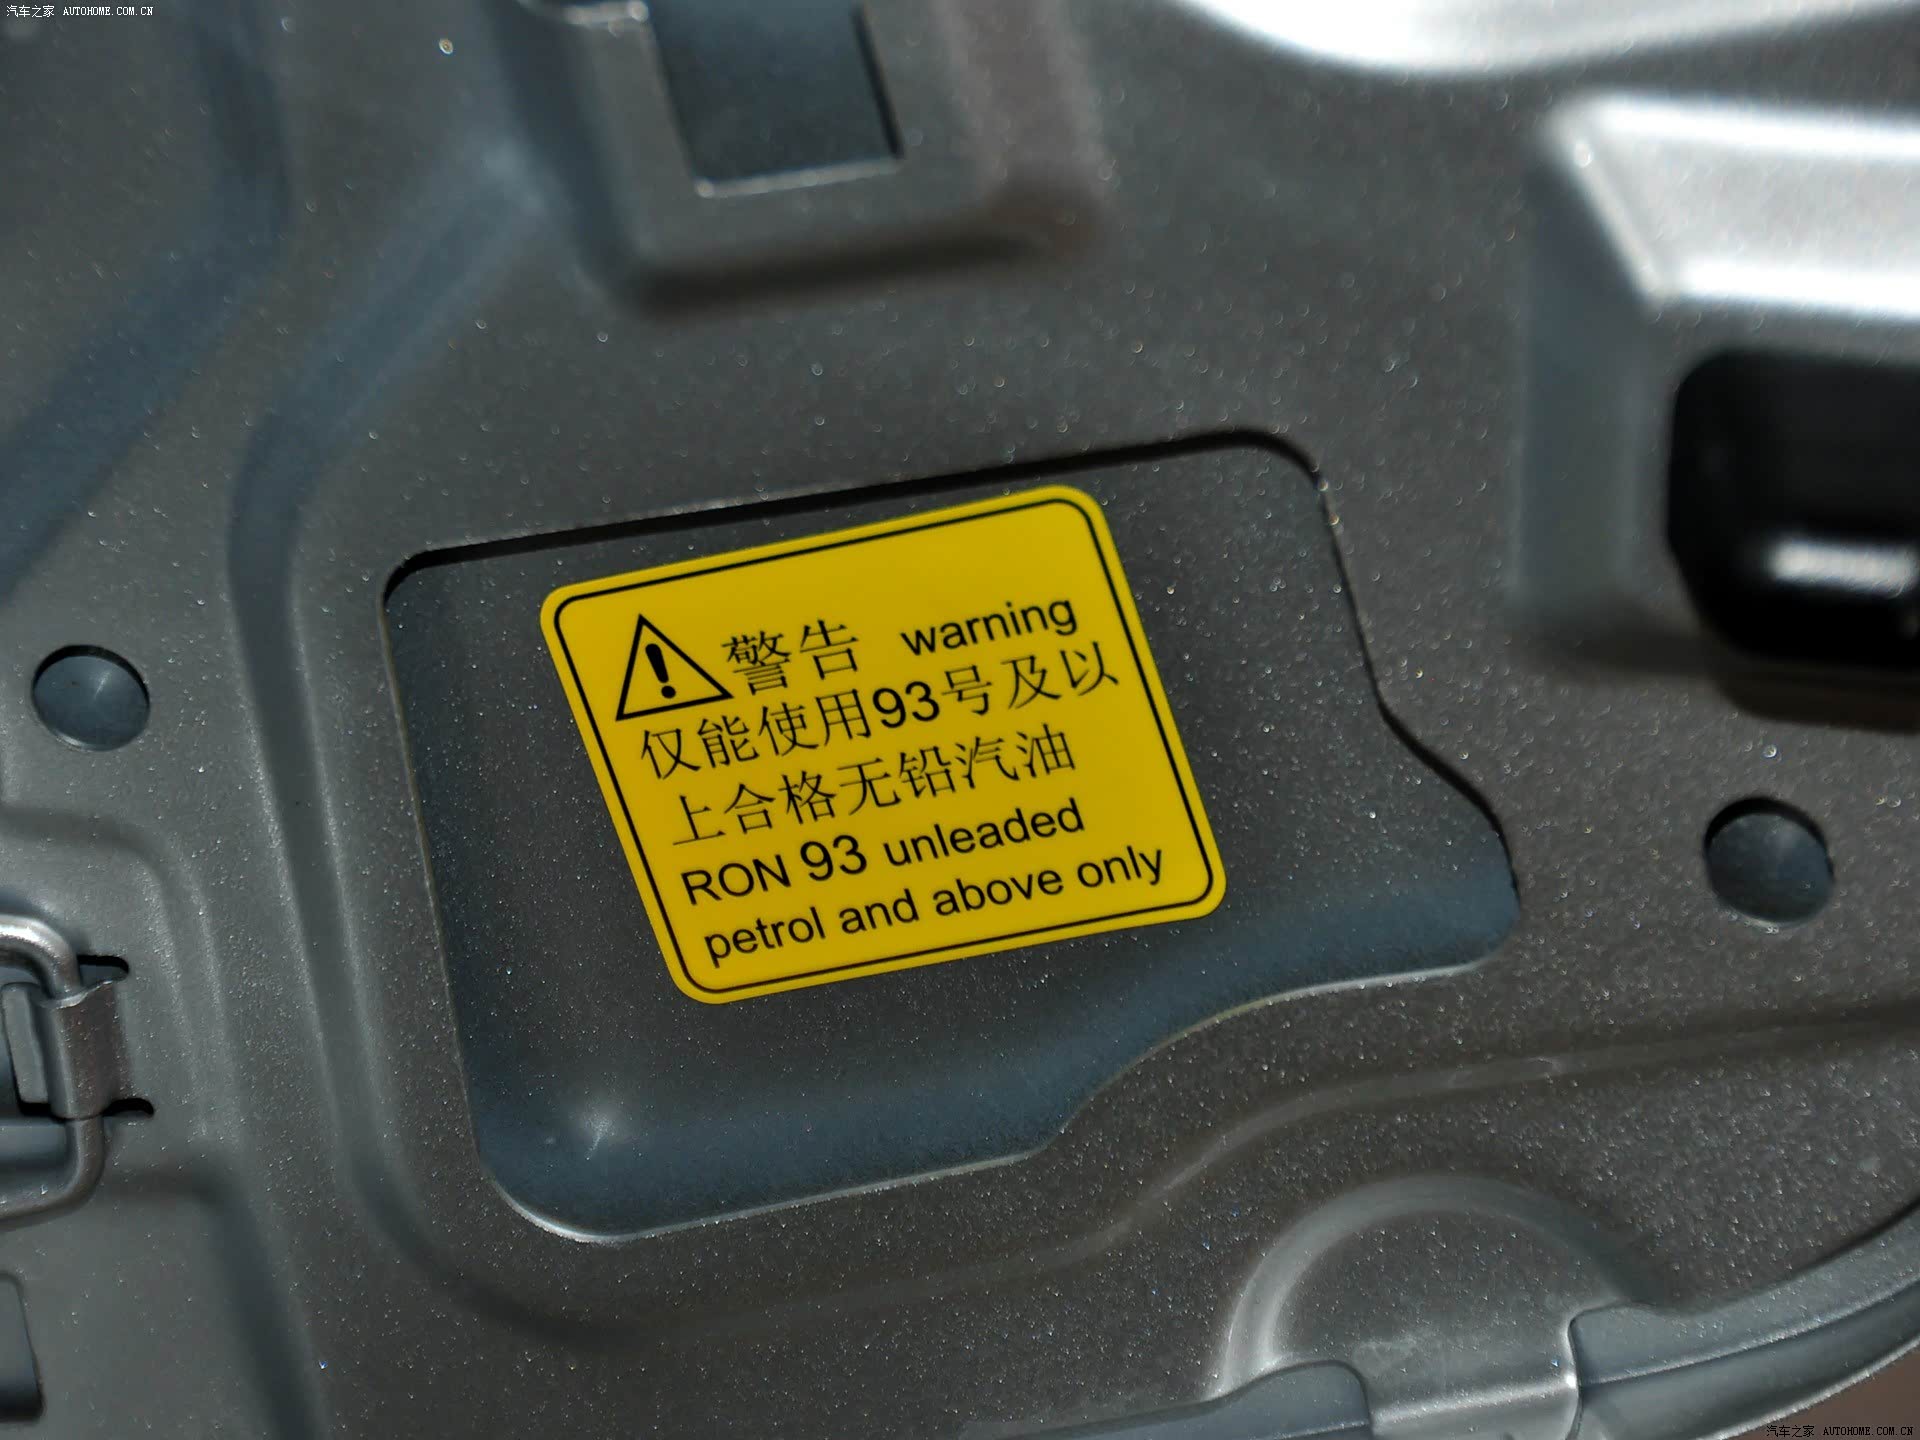 汽车之家 AUTOHOME.COM.CN
警告 warning
仅能使用93号及以
上合格无铅汽油
RON 93 unleaded
petrol and above only
汽车之家 AUTOHOME.COM.CN